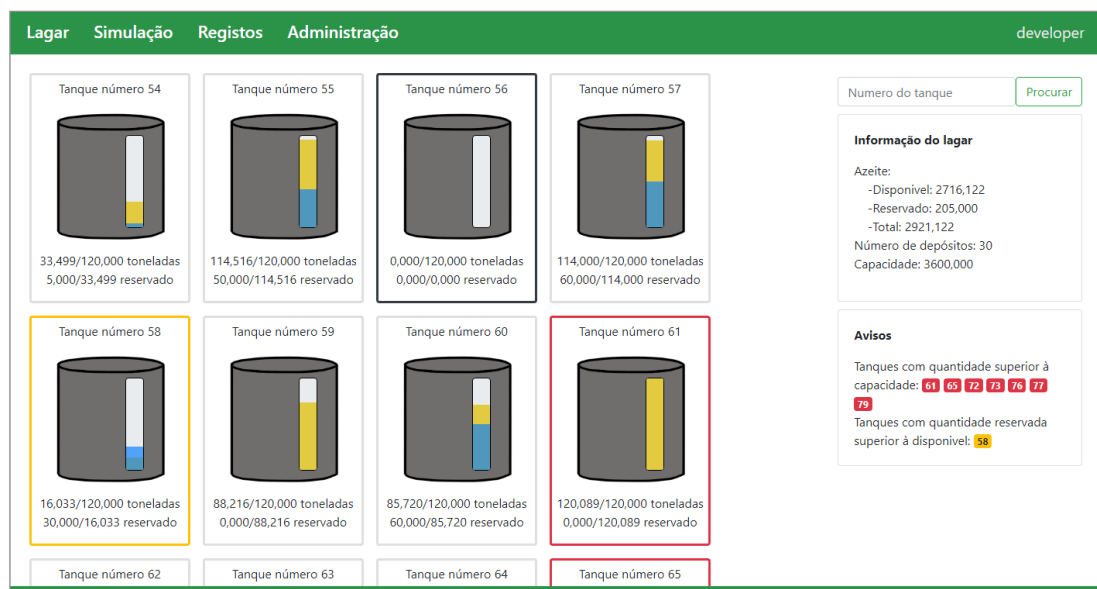 Lagar Simulação Registos Administração developer
Tanque número 54
33,499/120,000 toneladas
5,000/33,499 reservado
Tanque número 55
114,516/120,000 toneladas
50,000/114,516 reservado
Tanque número 56
0,000/120,000 toneladas
0,000/0,000 reservado
Tanque número 57
114,000/120,000 toneladas
60,000/114,000 reservado
Tanque número 58
16,033/120,000 toneladas
30,000/16,033 reservado
Tanque número 59
88,216/120,000 toneladas
0,000/88,216 reservado
Tanque número 60
85,720/120,000 toneladas
60,000/85,720 reservado
Tanque número 61
120,089/120,000 toneladas
0,000/120,089 reservado
Tanque número 62
Tanque número 63
Tanque número 64
Tanque número 65
Numero do tanque Procurar
Informação do lagar
Azeite:
-Disponivel: 2716,122
-Reservado: 205,000
-Total: 2921,122
Número de depósitos: 30
Capacidade: 3600,000
Avisos
Tanques com quantidade superior à
capacidade: 61 65 72 73 76 77
79
Tanques com quantidade reservada
superior à disponivel: 58